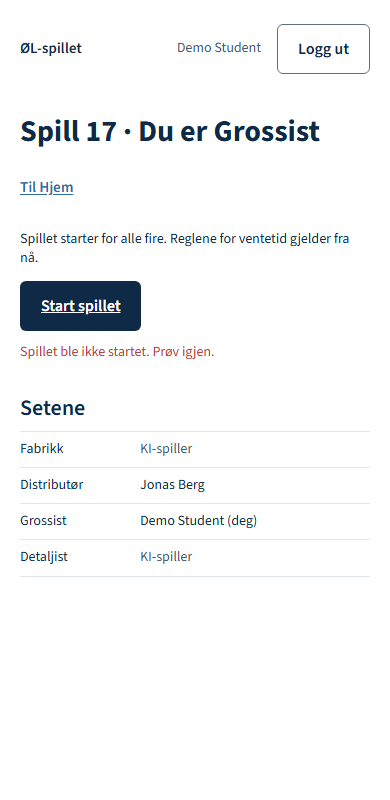 ØL-spillet
Demo Student
Logg ut
Spill 17 · Du er Grossist
Til Hjem
Spillet starter for alle fire. Reglene for ventetid gjelder fra
nå.
Start spillet
Spillet ble ikke startet. Prøv igjen.
Setene
Fabrikk KI-spiller
Distributør Jonas Berg
Grossist Demo Student (deg)
Detaljist KI-spiller